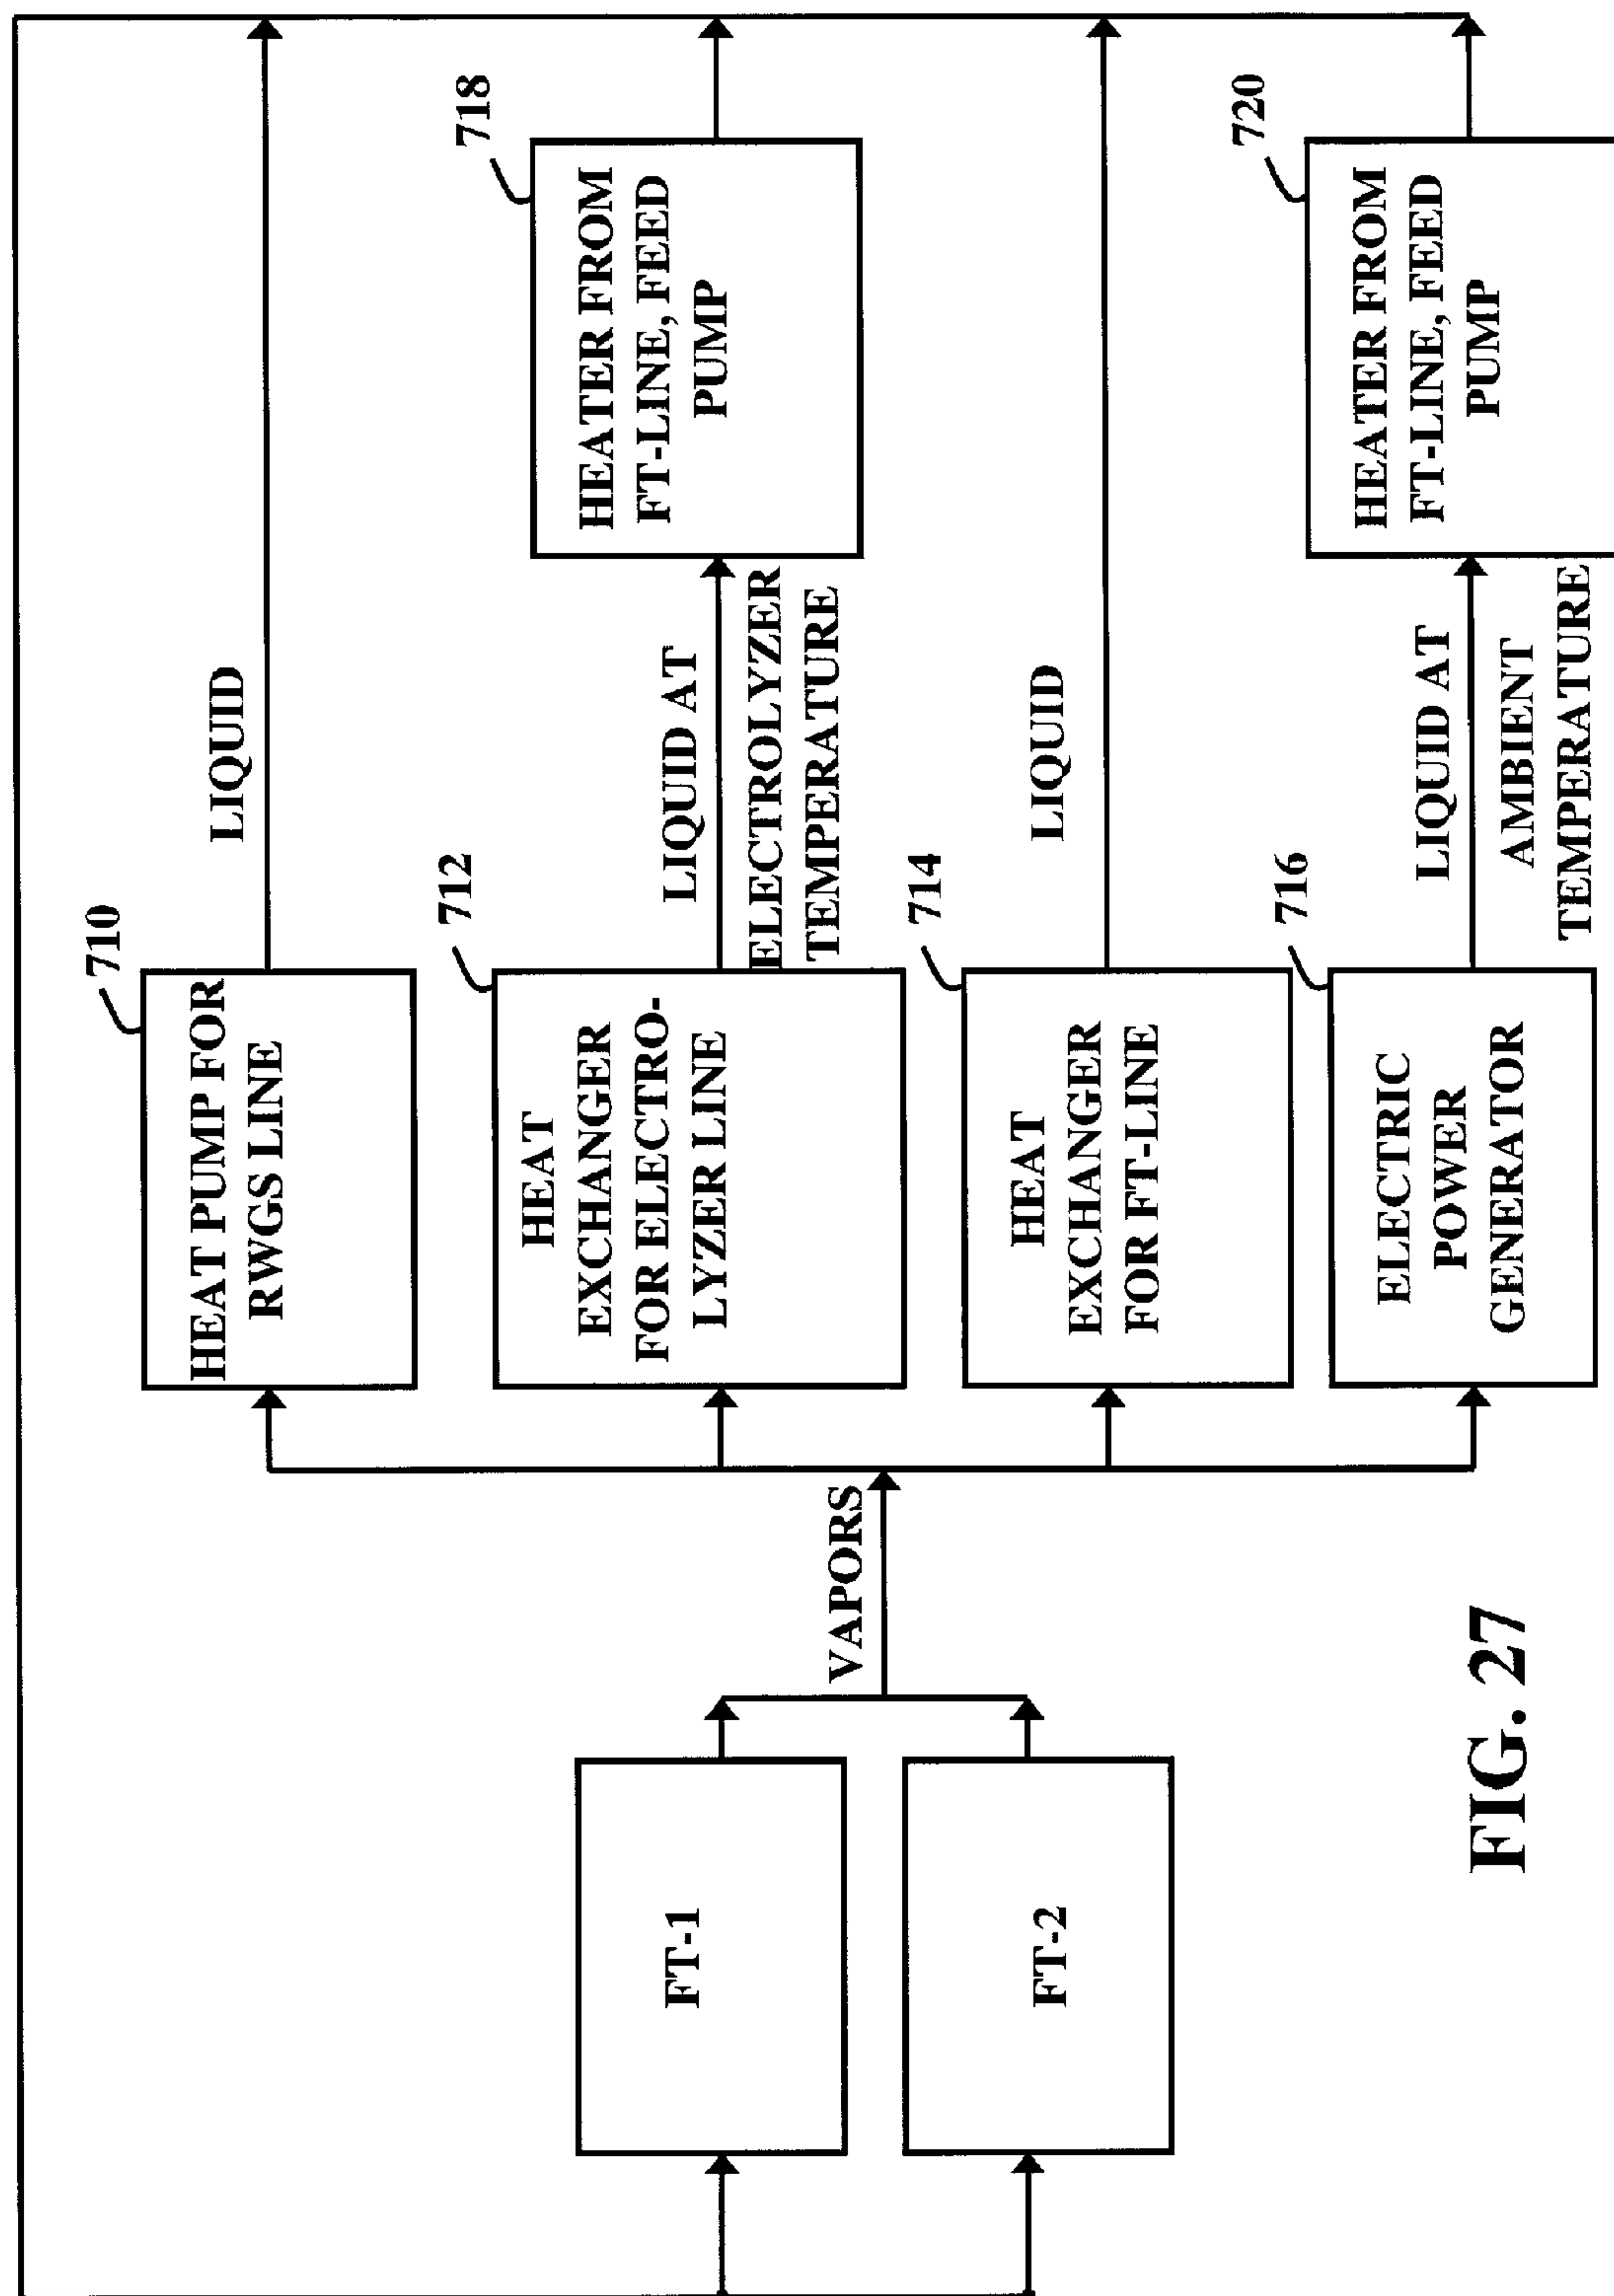 710
HEAT PUMP FOR
RWGS LINE
LIQUID
712
HEAT
EXCHANGER
FOR ELECTRO-
LYZER LINE
LIQUID AT
ELECTROLYZER
TEMPERATURE
718
HEATER FROM
FT-LINE, FEED
PUMP
FT-1
FT-2
VAPORS
714
HEAT
EXCHANGER
FOR FT-LINE
LIQUID
716
ELECTRIC
POWER
GENERATOR
LIQUID AT
AMBIENT
TEMPERATURE
720
HEATER FROM
FT-LINE, FEED
PUMP
FIG. 27